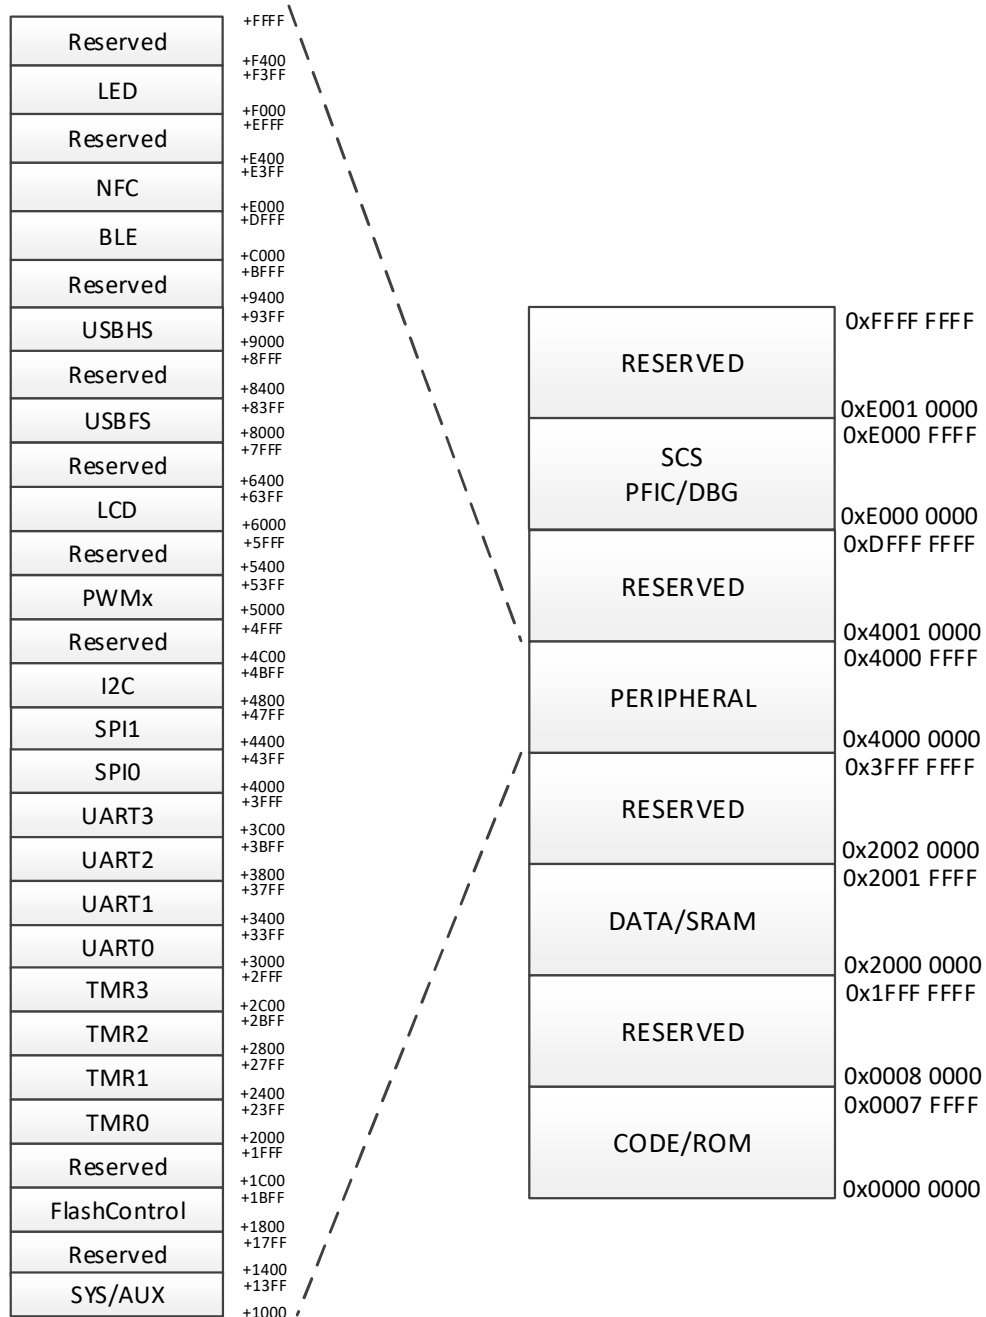 Reserved
+FFFF
+F400
LED
+F3FF
+F000
Reserved
+EFFF
+E400
NFC
+E3FF
+E000
BLE
+DFFF
+C000
Reserved
+BFFF
+9400
USBHS
+93FF
+9000
Reserved
+8FFF
+8400
USBFS
+83FF
+8000
Reserved
+7FFF
+6400
LCD
+63FF
+6000
Reserved
+5FFF
+5400
PWMx
+53FF
+5000
Reserved
+4FFF
+4C00
I2C
+4BFF
+4800
SPI1
+47FF
+4400
SPI0
+43FF
+4000
UART3
+3FFF
+3C00
UART2
+3BFF
+3800
UART1
+37FF
+3400
UART0
+33FF
+3000
TMR3
+2FFF
+2C00
TMR2
+2BFF
+2800
TMR1
+27FF
+2400
TMR0
+23FF
+2000
Reserved
+1FFF
+1C00
FlashControl
+1BFF
+1800
Reserved
+17FF
+1400
SYS/AUX
+13FF
+1000
RESERVED
0xFFFF FFFF
0xE001 0000
SCS
PFIC/DBG
0xE000 FFFF
0xE000 0000
RESERVED
0xDFFF FFFF
0x4001 0000
PERIPHERAL
0x4000 FFFF
0x4000 0000
RESERVED
0x3FFF FFFF
0x2002 0000
DATA/SRAM
0x2001 FFFF
0x2000 0000
RESERVED
0x1FFF FFFF
0x0008 0000
CODE/ROM
0x0007 FFFF
0x0000 0000